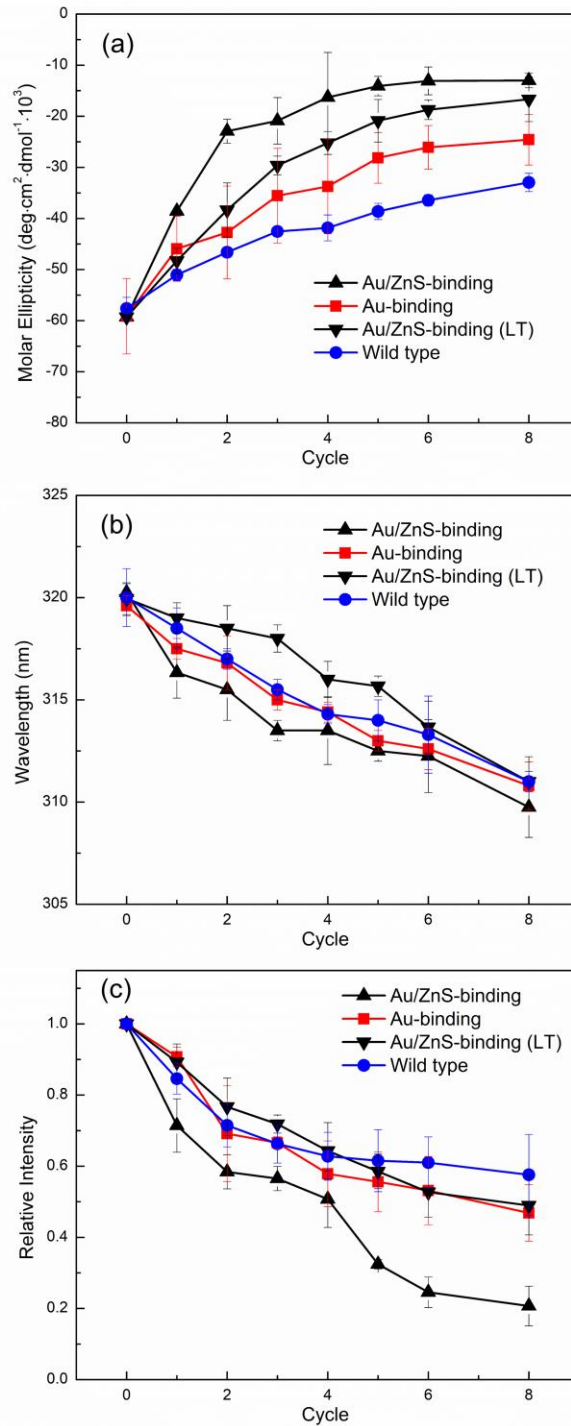 (a)
0
-10
-20
-30
-40
-50
-60
-70
-80
Molar Ellipticity (deg·cm²·dmol⁻¹·10³)
Au/ZnS-binding
Au-binding
Au/ZnS-binding (LT)
Wild type
0 2 4 6 8
Cycle
(b)
325
320
315
310
305
Wavelength (nm)
Au/ZnS-binding
Au-binding
Au/ZnS-binding (LT)
Wild type
0 2 4 6 8
Cycle
(c)
1.0
0.8
0.6
0.4
0.2
0.0
Relative Intensity
Au/ZnS-binding
Au-binding
Au/ZnS-binding (LT)
Wild type
0 2 4 6 8
Cycle